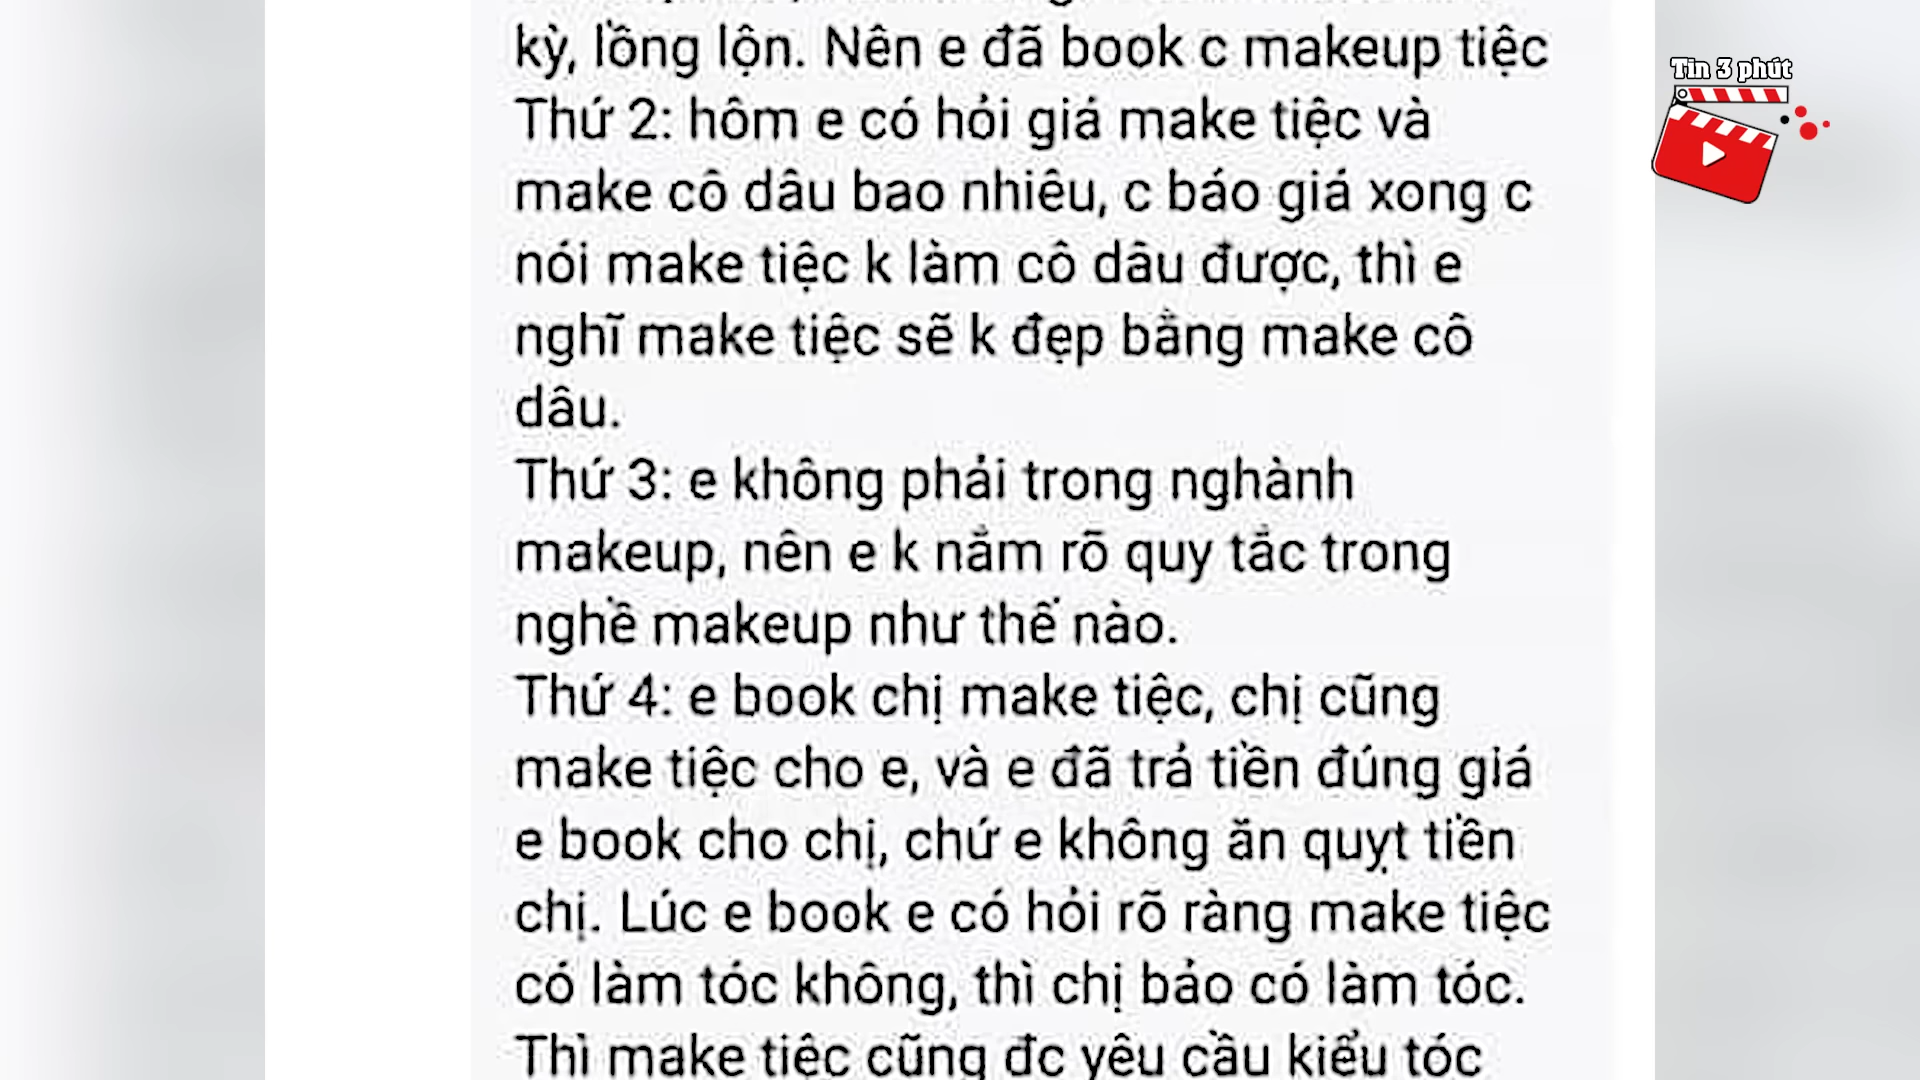 kỳ, lồng lộn. Nên e đã book c makeup tiệc
Thứ 2: hôm e có hỏi giá make tiệc và
make cô dâu bao nhiêu, c báo giá xong c
nói make tiệc k làm cô dâu được, thì e
nghĩ make tiệc sẽ k đẹp bằng make cô
dâu.
Thứ 3: e không phải trong nghành
makeup, nên e k nắm rõ quy tắc trong
nghề makeup như thế nào.
Thứ 4: e book chị make tiệc, chị cũng
make tiệc cho e, và e đã trả tiền đúng giá
e book cho chị, chứ e không ăn quỵt tiền
chị. Lúc e book e có hỏi rõ ràng make tiệc
có làm tóc không, thì chị bảo có làm tóc.
Thì make tiệc cũng đc yêu cầu kiểu tóc
Tin 3 phút